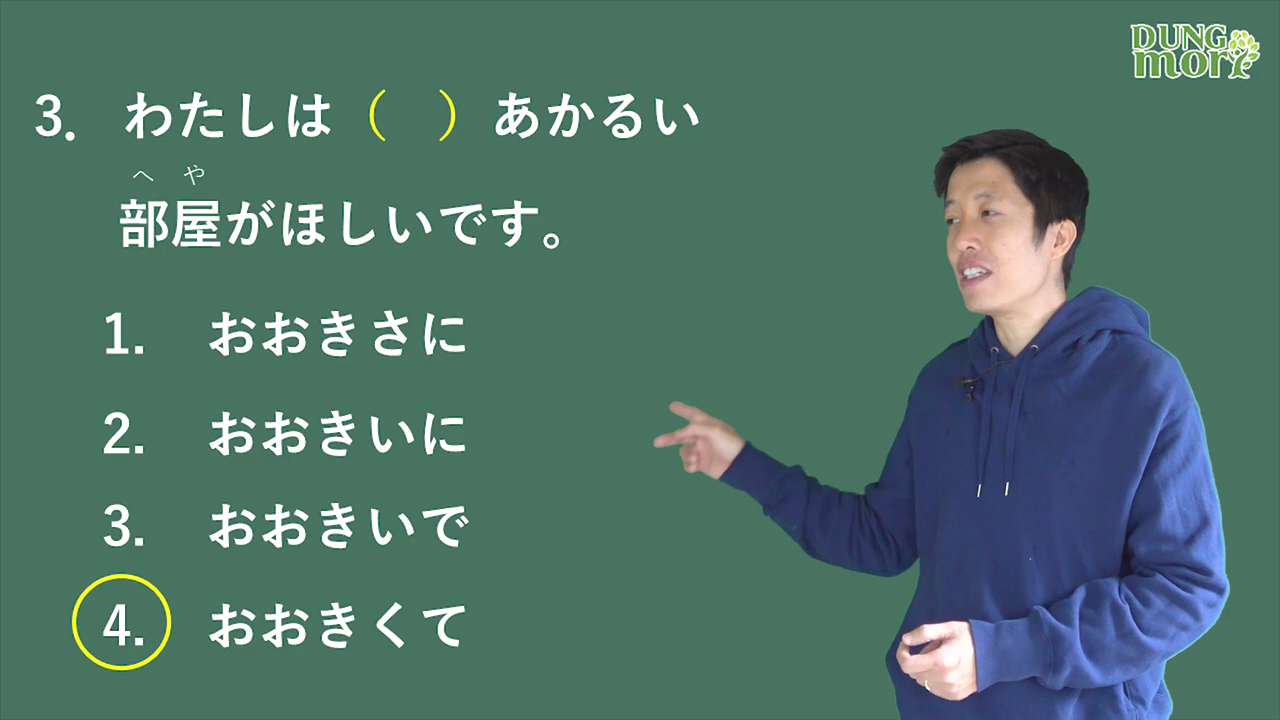 DUNG
mori
3. わたしは( )あかるい
へや
部屋がほしいです。
1. おおきさに
2. おおきいに
3. おおきいで
4. おおきくて